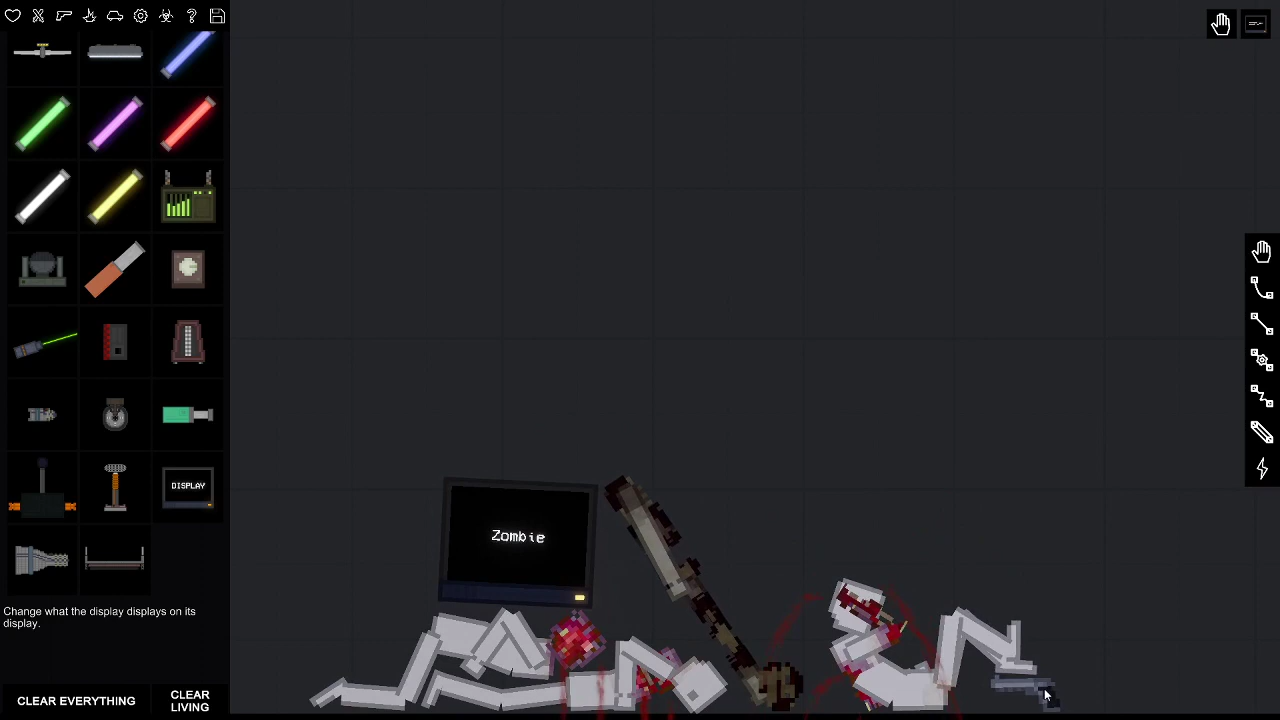 DISPLAY
Zombie
Change what the display displays on its
display.
CLEAR EVERYTHING
CLEAR
LIVING